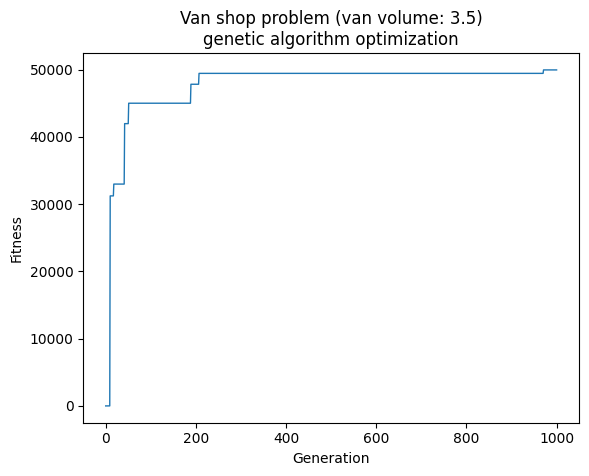 Van shop problem (van volume: 3.5)
genetic algorithm optimization
50000
40000
30000
20000
10000
0
Fitness
0 200 400 600 800 1000
Generation